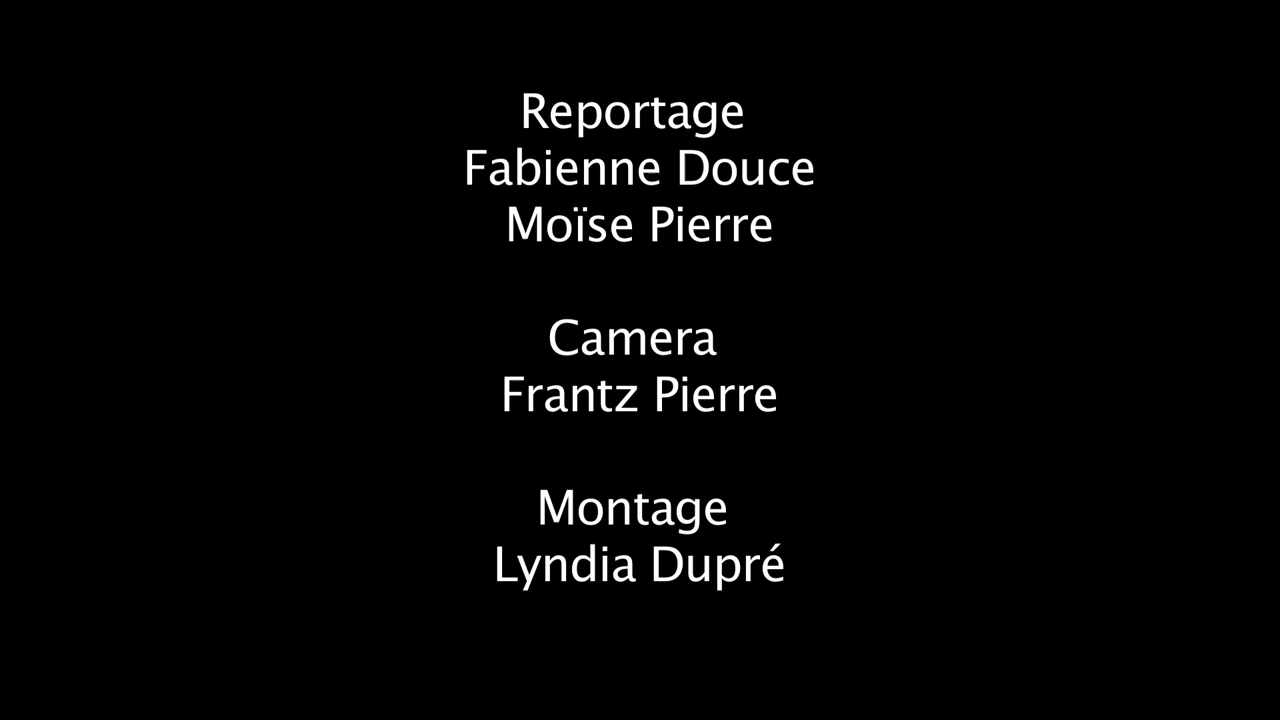 Reportage
Fabienne Douce
Moïse Pierre
Camera
Frantz Pierre
Montage
Lyndia Dupré